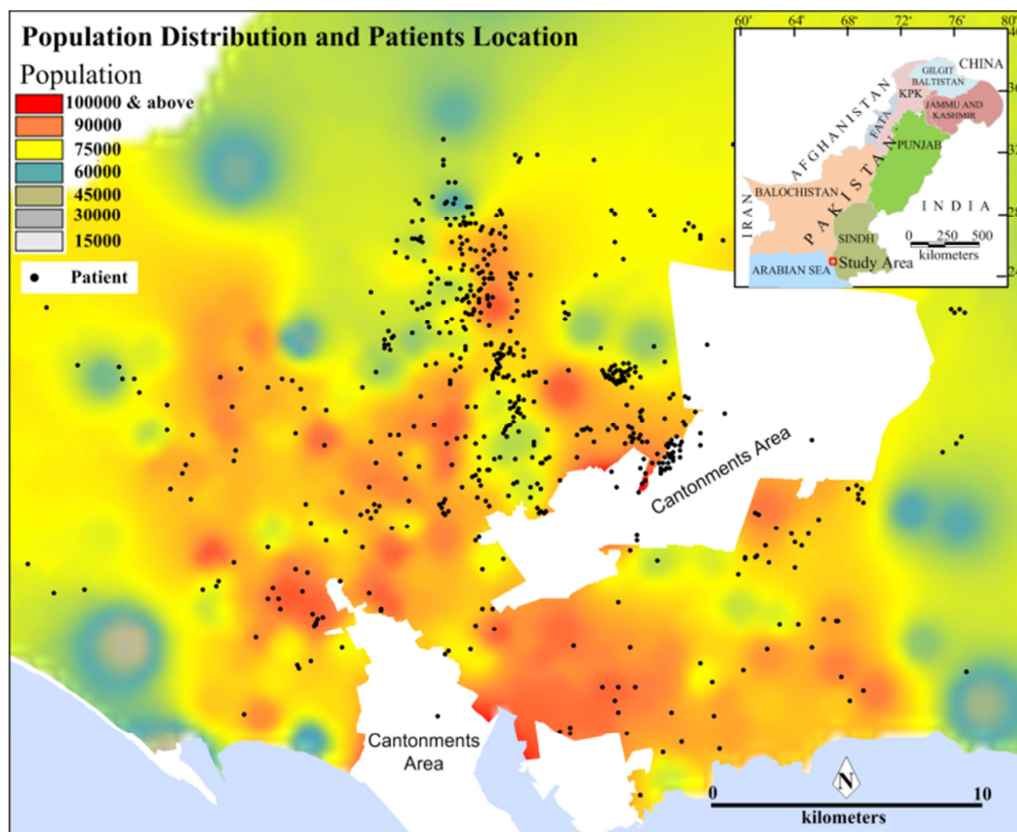 Population Distribution and Patients Location
Population
100000 & above
90000
75000
60000
45000
30000
15000
Patient
60° 64° 68° 72° 76° 80°
CHINA
GILGIT
BALTISTAN
KPK
JAMMU AND
KASHMIR
FATA
AFGHANISTAN
PUNJAB
PAKISTAN
BALOCHISTAN
IRAN
INDIA
SINDH
0 250 500
kilometers
Study Area
ARABIAN SEA
Cantonments Area
Cantonments
Area
N
0 10
kilometers